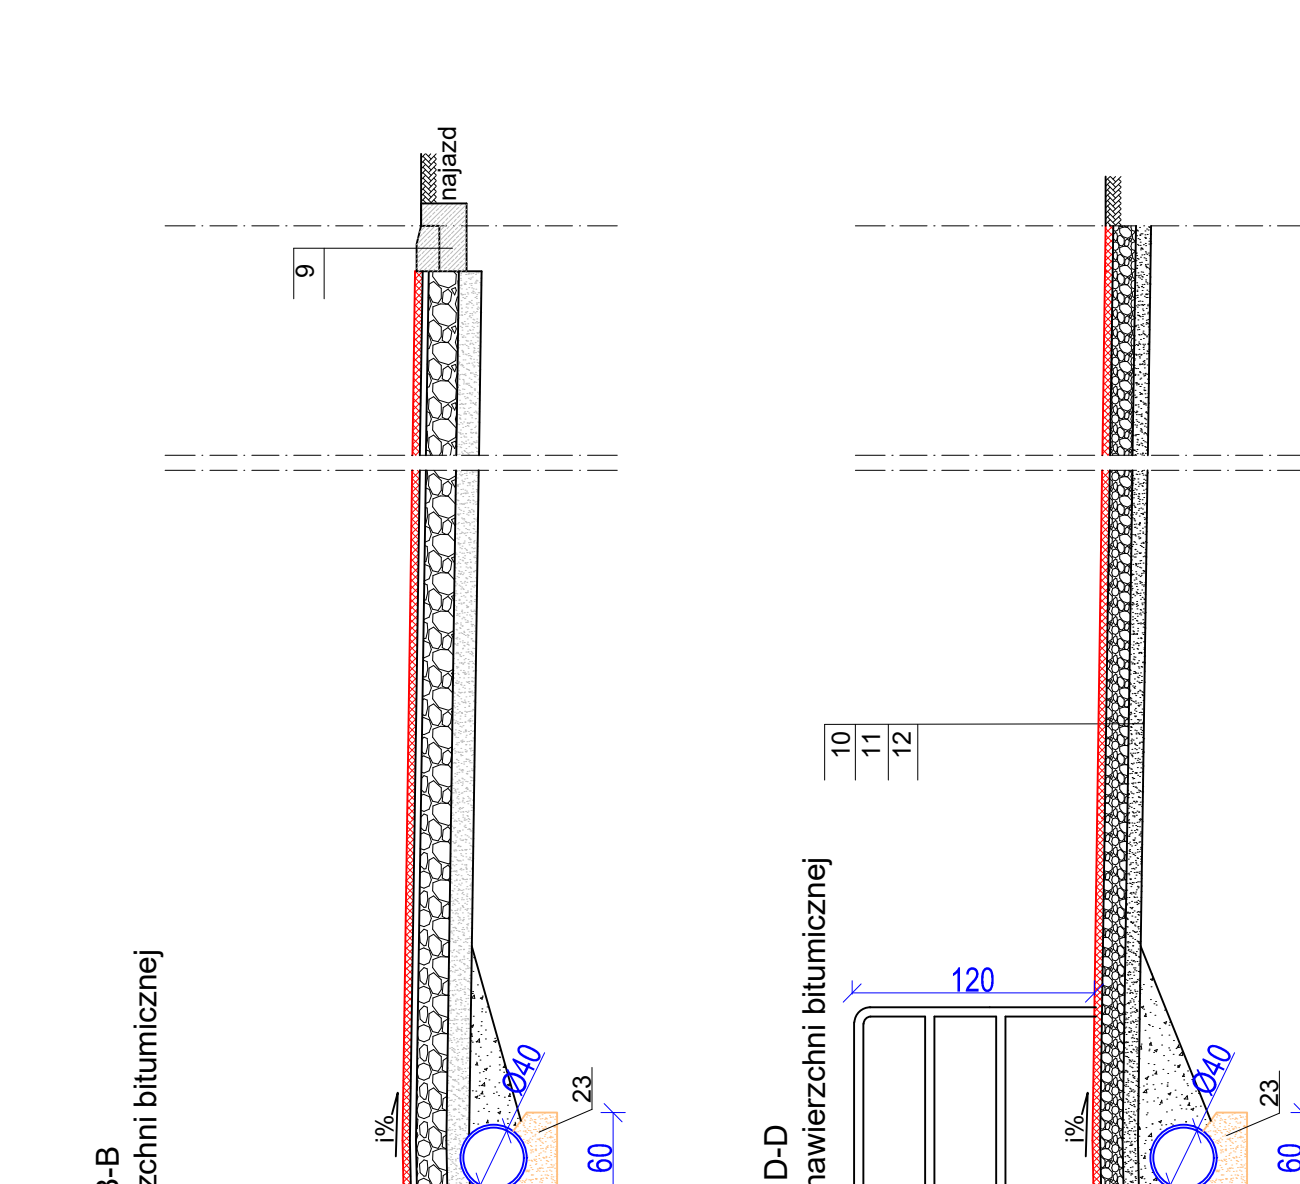 najazd
9
10
11
12
B-B
zchni bitumicznej
i%
Ø40
23
60
D-D
nawierzchni bitumicznej
120
i%
Ø40
23
60